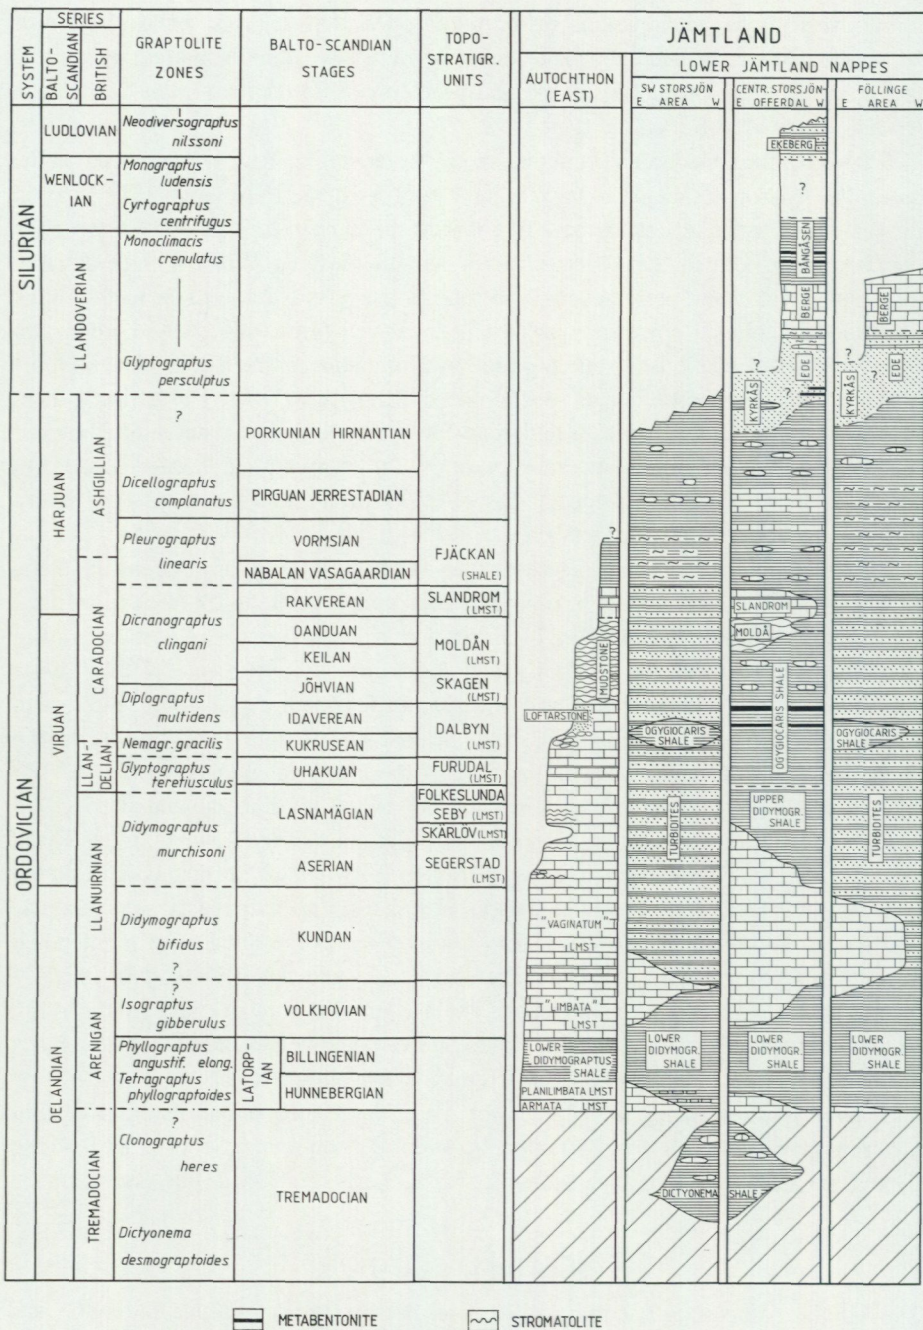 SYSTEM
SERIES
BALTO-
SCANDIAN
BRITISH
GRAPTOLITE
ZONES
BALTO-SCANDIAN
STAGES
TOPO-
STRATIGR.
UNITS
JÄMTLAND
AUTOCHTHON
(EAST)
LOWER JÄMTLAND NAPPES
SW STORSJÖN
E AREA W
CENTR. STORSJÖN-
E OFFERDAL W
FÖLLINGE
E AREA W
SILURIAN
ORDOVICIAN
LUDLOVIAN
WENLOCK-
IAN
LLANDOVERIAN
HARJUAN
VIRUAN
OELANDIAN
ASHGILLIAN
CARADOCIAN
LLAN-
DEILIAN
LLANUIRNIAN
ARENIGAN
TREMADOCIAN
Neodiversograptus
nilssoni
Monograptus
ludensis
Cyrtograptus
centrifugus
Monoclimacis
crenulatus
Glyptograptus
persculptus
?
Dicellograptus
complanatus
Pleurograptus
linearis
Dicranograptus
clingani
Diplograptus
multidens
Nemagr. gracilis
Glyptograptus
teretiusculus
Didymograptus
murchisoni
Didymograptus
bifidus
?
?
Isograptus
gibberulus
Phyllograptus
angustif. elong.
Tetragraptus
phyllograptoides
?
Clonograptus
heres
Dictyonema
desmograptoides
PORKUNIAN HIRNANTIAN
PIRGUAN JERRESTADIAN
VORMSIAN
NABALAN VASAGAARDIAN
RAKVEREAN
OANDUAN
KEILAN
JÕHVIAN
IDAVEREAN
KUKRUSEAN
UHAKUAN
LASNAMÄGIAN
ASERIAN
KUNDAN
VOLKHOVIAN
LATORP-
IAN
BILLINGENIAN
HUNNEBERGIAN
TREMADOCIAN
FJÄCKAN
(SHALE)
SLANDROM
(LMST)
MOLDÅN
(LMST)
SKAGEN
(LMST)
DALBYN
(LMST)
FURUDAL
(LMST)
FOLKESLUNDA
SEBY (LMST)
SKÄRLÖV (LMST)
SEGERSTAD
(LMST)
?
MUDSTONE
LOFTARSTONE
"VAGINATUM"
LMST
"LIMBATA"
LMST
LOWER
DIDYMOGRAPTUS
SHALE
PLANILIMBATA LMST
ARMATA LMST
OGYGIOCARIS
SHALE
TURBIDITES
LOWER
DIDYMOGR.
SHALE
EKEBERG
?
BÅNGÅSEN
BERGE
EDE
?
KYRKÅS
?
SLANDROM
MOLDÅ
OGYGIOCARIS SHALE
UPPER
DIDYMOGR.
SHALE
LOWER
DIDYMOGR.
SHALE
DICTYONEMA SHALE
BERGE
EDE
?
KYRKÅS
?
OGYGIOCARIS
SHALE
TURBIDITES
LOWER
DIDYMOGR.
SHALE
METABENTONITE
STROMATOLITE